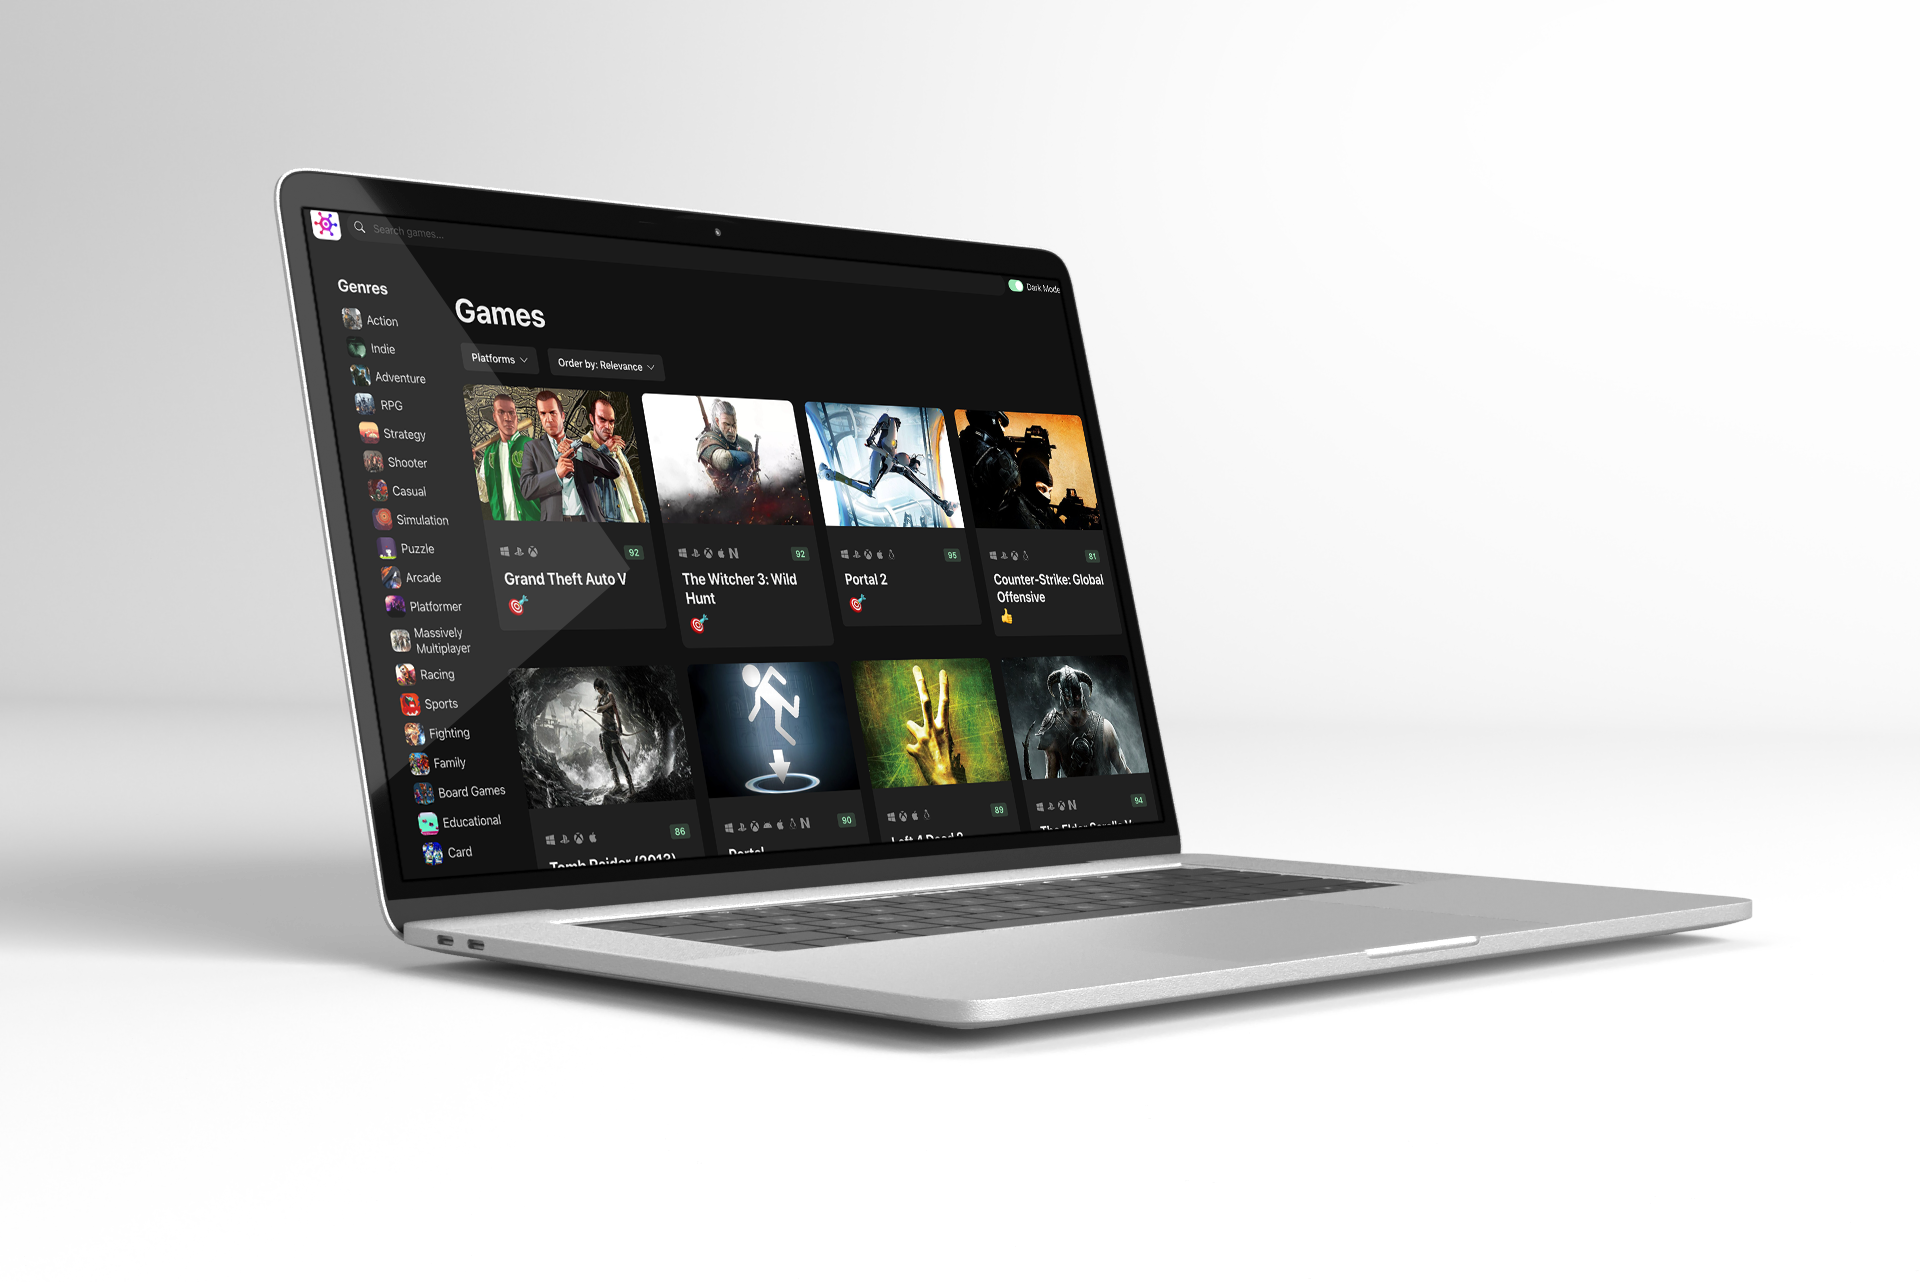 Search games...
Dark Mode
Genres
Action
Indie
Adventure
RPG
Strategy
Shooter
Casual
Simulation
Puzzle
Arcade
Platformer
Massively
Multiplayer
Racing
Sports
Fighting
Family
Board Games
Educational
Card
Games
Platforms
Order by: Relevance
92
Grand Theft Auto V
92
The Witcher 3: Wild
Hunt
95
Portal 2
81
Counter-Strike: Global
Offensive
86
Tomb Raider (2013)
90
Portal
89
Left 4 Dead 2
94
The Elder Scrolls V